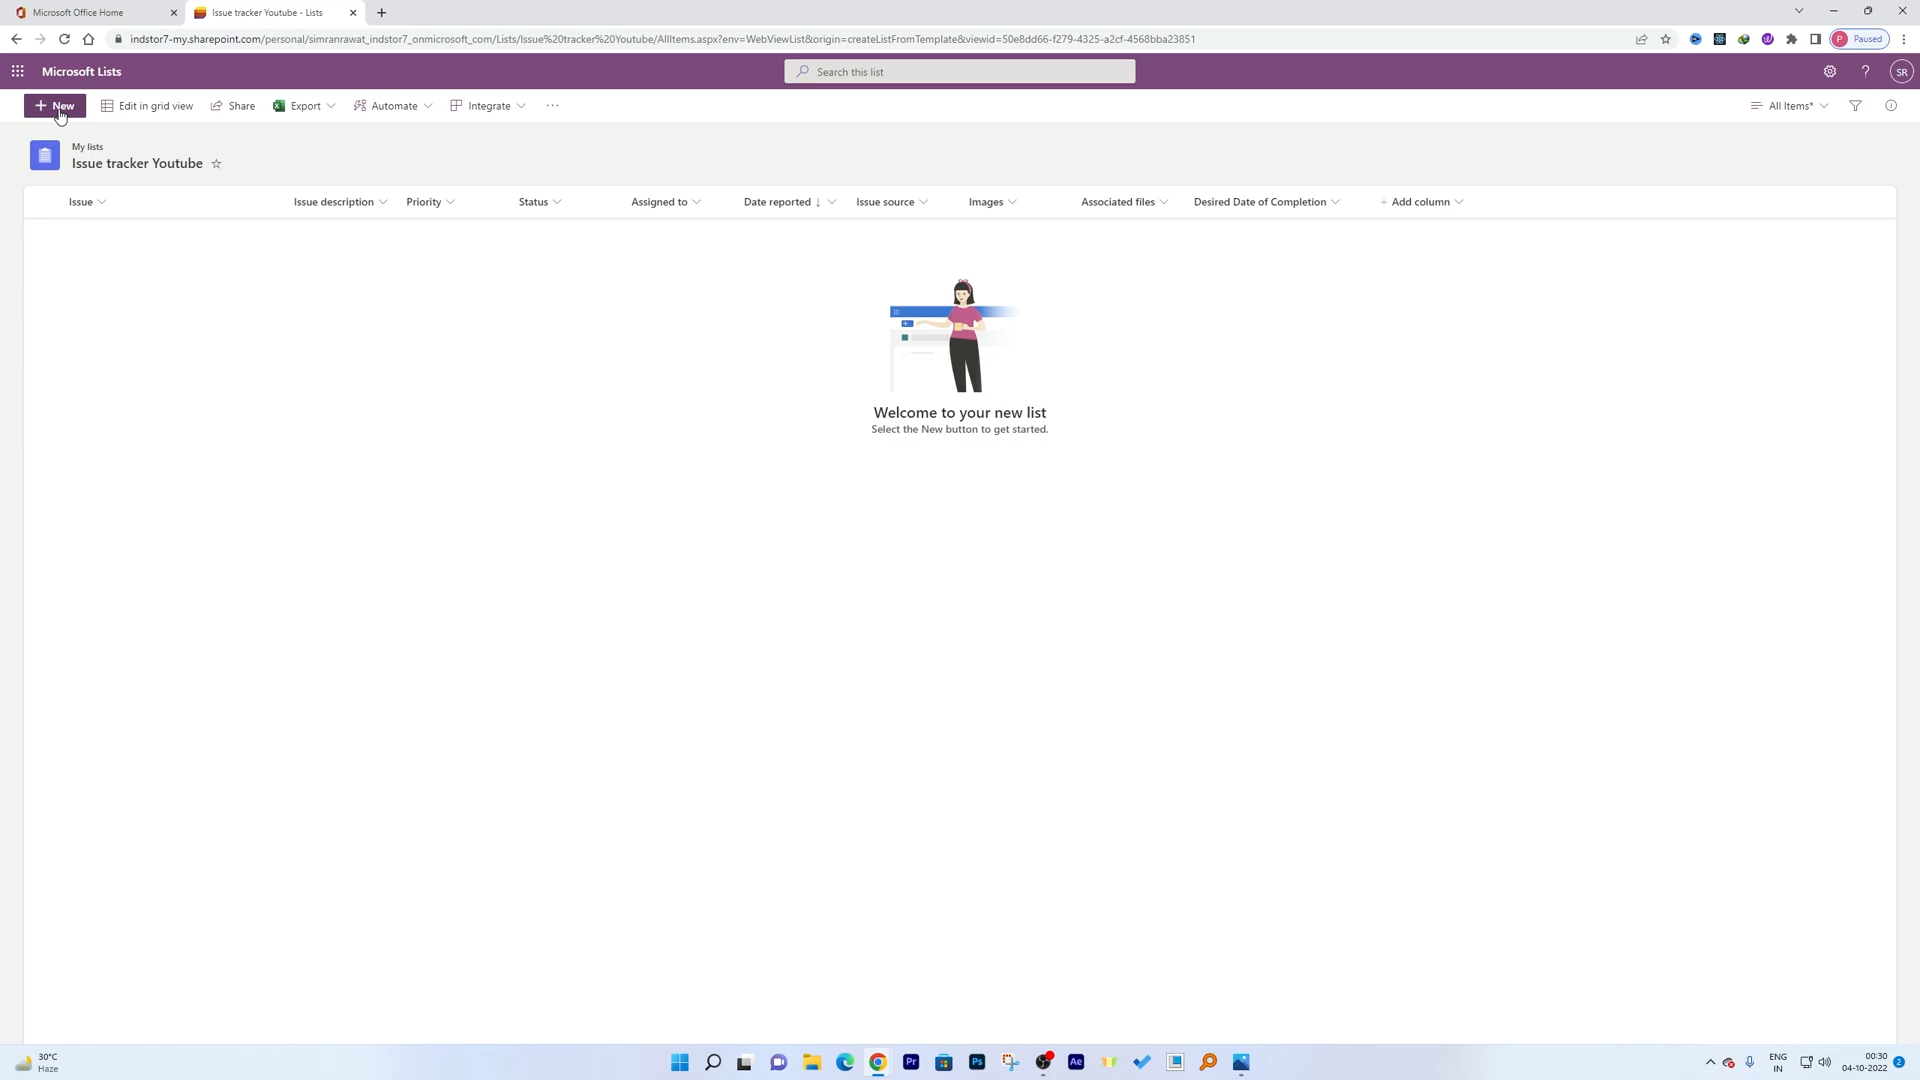 Microsoft Office Home
Issue tracker Youtube - Lists
indstor7-my.sharepoint.com/personal/simranrawat_indstor7_onmicrosoft_com/Lists/Issue%20tracker%20Youtube/AllItems.aspx?env=WebViewList&origin=createListFromTemplate&viewid=50e8dd66-f279-4325-a2cf-4568bba23851
P Paused
Microsoft Lists
Search this list
SR
New
Edit in grid view
Share
Export
Automate
Integrate
All Items*
My lists
Issue tracker Youtube
Issue
Issue description
Priority
Status
Assigned to
Date reported
Issue source
Images
Associated files
Desired Date of Completion
Add column
Welcome to your new list
Select the New button to get started.
30°C
Haze
Pr
Ps
Ae
ENG
IN
00:30
04-10-2022
2